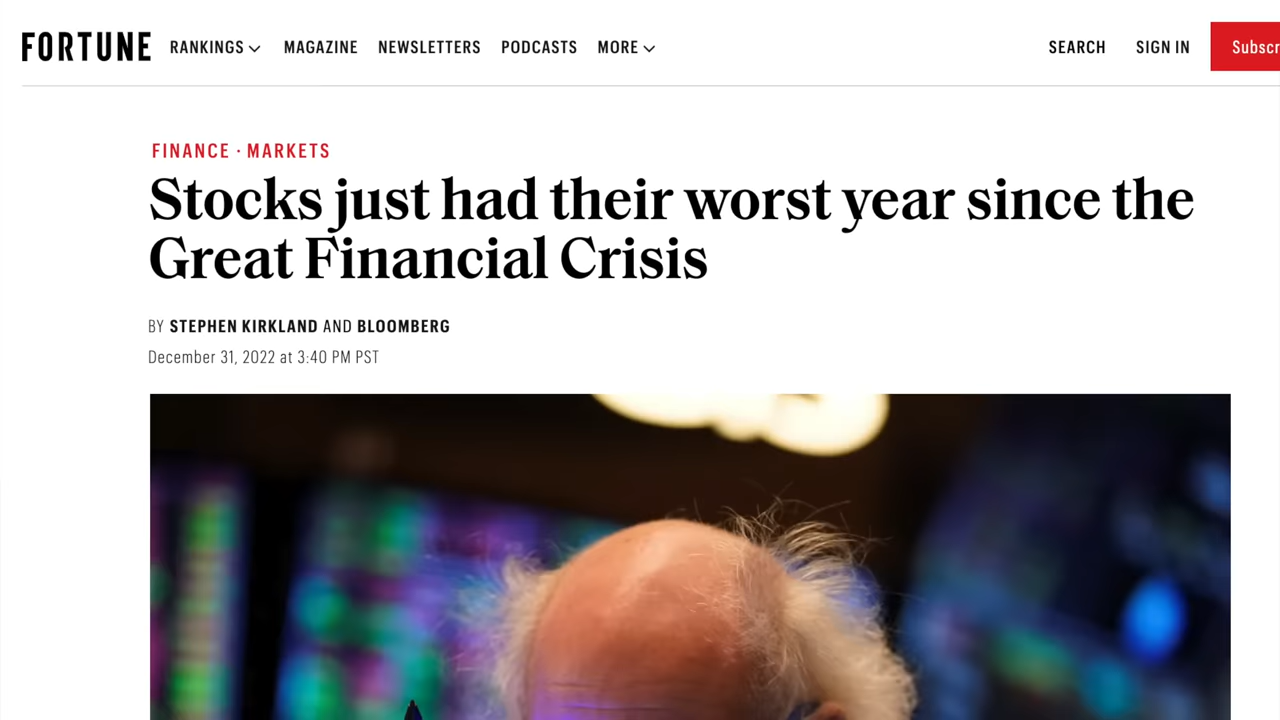 FORTUNE RANKINGS MAGAZINE NEWSLETTERS PODCASTS MORE SEARCH SIGN IN
FINANCE · MARKETS
Stocks just had their worst year since the
Great Financial Crisis
BY STEPHEN KIRKLAND AND BLOOMBERG
December 31, 2022 at 3:40 PM PST